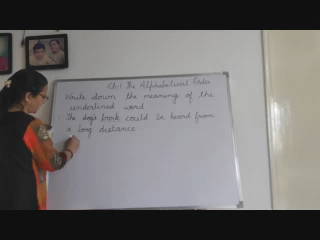 Ch:1 The Alphabetical Order
Write down the meaning of the
underlined word
The dog's bark could be heard from
a long distance